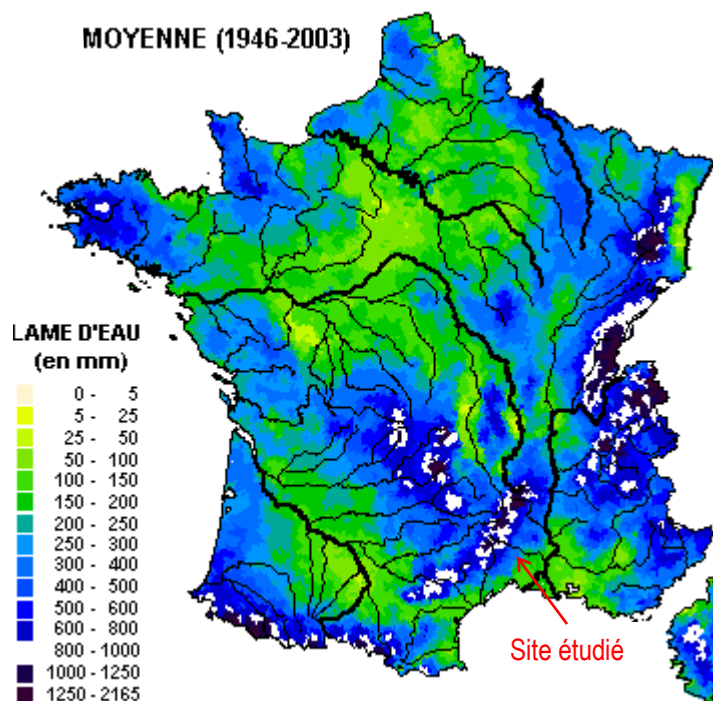 MOYENNE (1946-2003)
LAME D'EAU
(en mm)
0 - 5
5 - 25
25 - 50
50 - 100
100 - 150
150 - 200
200 - 250
250 - 300
300 - 400
400 - 500
500 - 600
600 - 800
800 - 1000
1000 - 1250
1250 - 2165
Site étudié